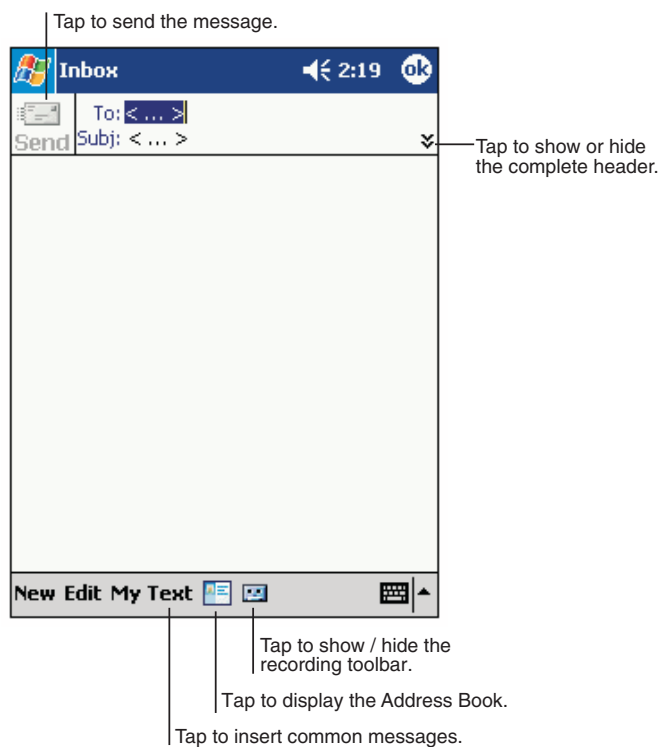 Tap to send the message.
Inbox 2:19 ok
To: < ... >
Send Subj: < ... >
Tap to show or hide
the complete header.
New Edit My Text
Tap to show / hide the
recording toolbar.
Tap to display the Address Book.
Tap to insert common messages.